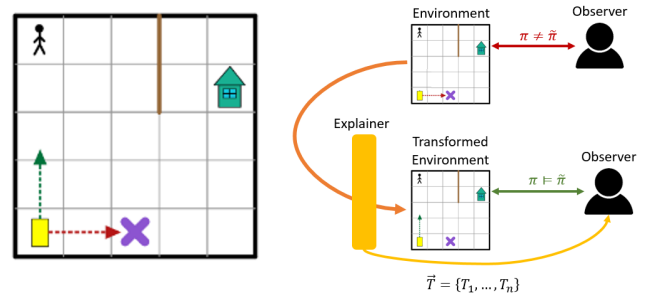 Environment
Observer
π ≠ π̃
Explainer
Transformed
Environment
Observer
π ⊨ π̃
T⃗ = {T₁, ..., Tₙ}